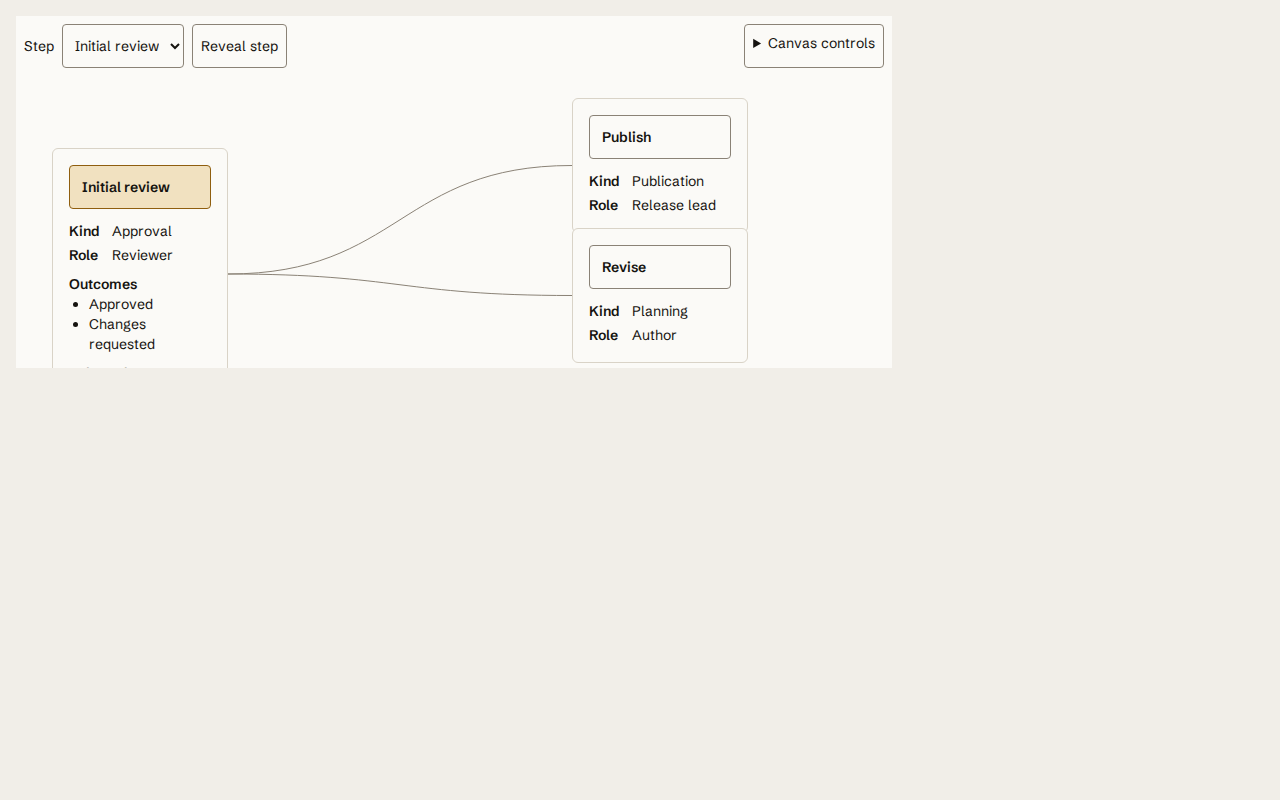 Step Initial review Reveal step Canvas controls
Initial review
Kind Approval
Role Reviewer
Outcomes
Approved
Changes
requested
Publish
Kind Publication
Role Release lead
Revise
Kind Planning
Role Author